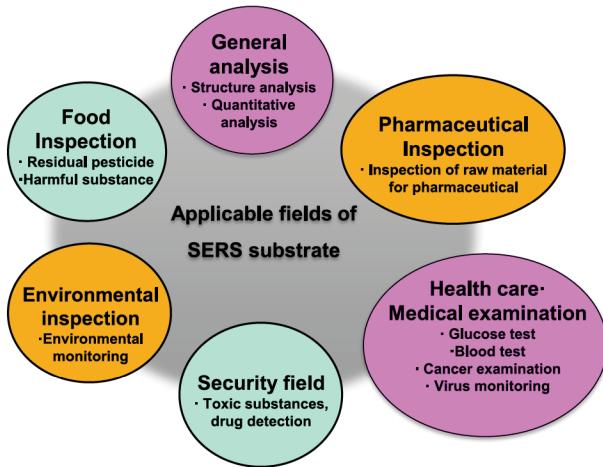 General
analysis
· Structure analysis
· Quantitative
analysis
Food
Inspection
· Residual pesticide
·Harmful substance
Pharmaceutical
Inspection
· Inspection of raw material
for pharmaceutical
Applicable fields of
SERS substrate
Environmental
inspection
·Environmental
monitoring
Health care·
Medical examination
· Glucose test
·Blood test
· Cancer examination
· Virus monitoring
Security field
· Toxic substances,
drug detection